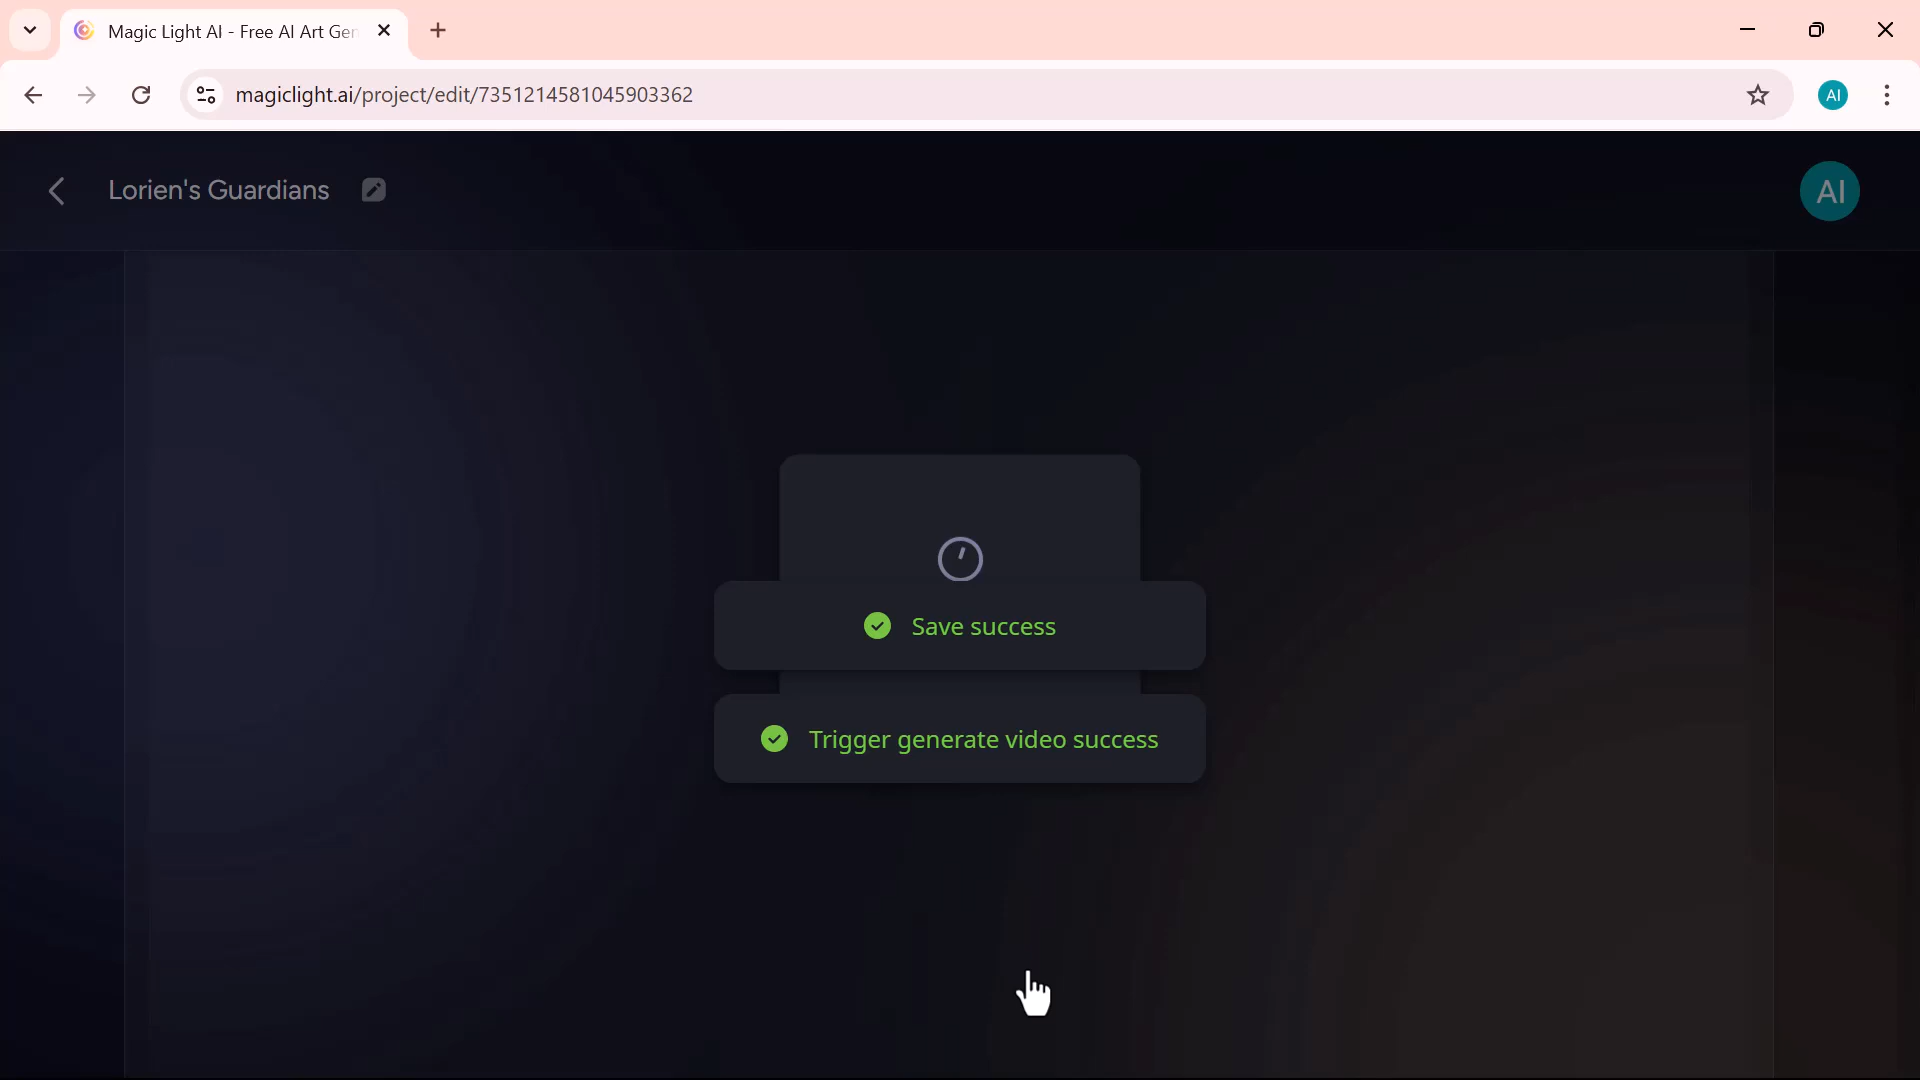 Magic Light AI - Free AI Art Gen
magiclight.ai/project/edit/7351214581045903362
AI
Lorien's Guardians
AI
Save success
Trigger generate video success